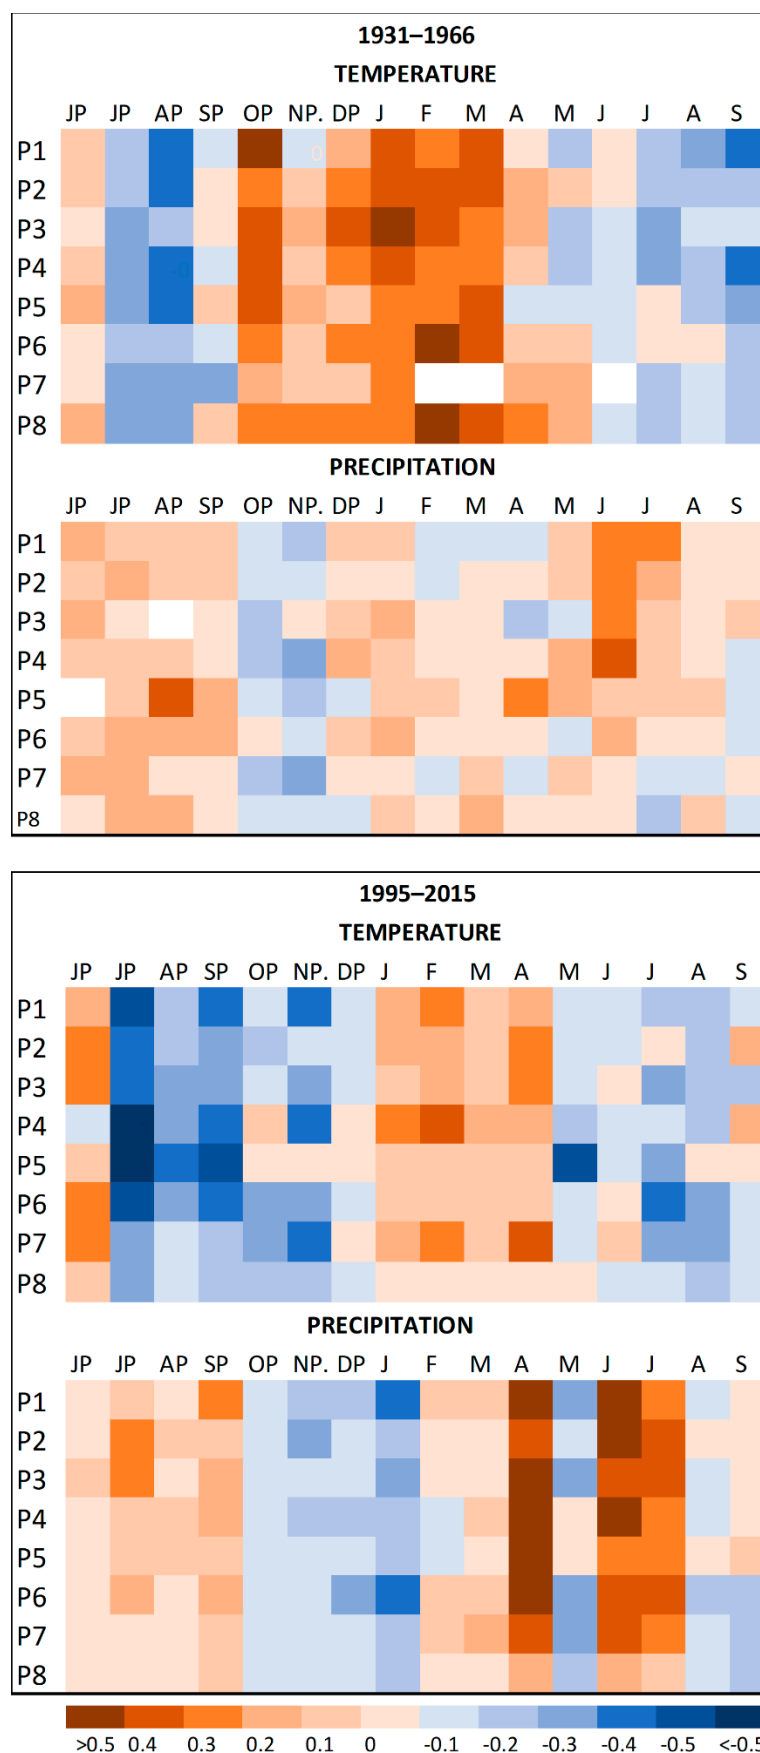 1931–1966
TEMPERATURE
JP JP AP SP OP NP. DP J F M A M J J A S
P1 0
P2
P3
P4 -0
P5
P6
P7
P8
PRECIPITATION
JP JP AP SP OP NP. DP J F M A M J J A S
P1
P2
P3
P4
P5
P6
P7
P8
1995–2015
TEMPERATURE
JP JP AP SP OP NP. DP J F M A M J J A S
P1
P2
P3
P4
P5
P6
P7
P8
PRECIPITATION
JP JP AP SP OP NP. DP J F M A M J J A S
P1
P2
P3
P4
P5
P6
P7
P8
>0.5 0.4 0.3 0.2 0.1 0 -0.1 -0.2 -0.3 -0.4 -0.5 <-0.5